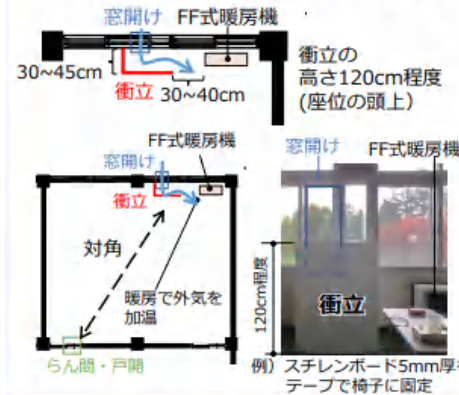 窓開け FF式暖房機
30~45cm
衝立
30~40cm
衝立の
高さ120cm程度
(座位の頭上)
窓開け
FF式暖房機
衝立
対角
暖房で外気を
加温
らん間・戸開
窓開け FF式暖房機
120cm程度
衝立
例）スチレンボード5mm厚を
テープで椅子に固定